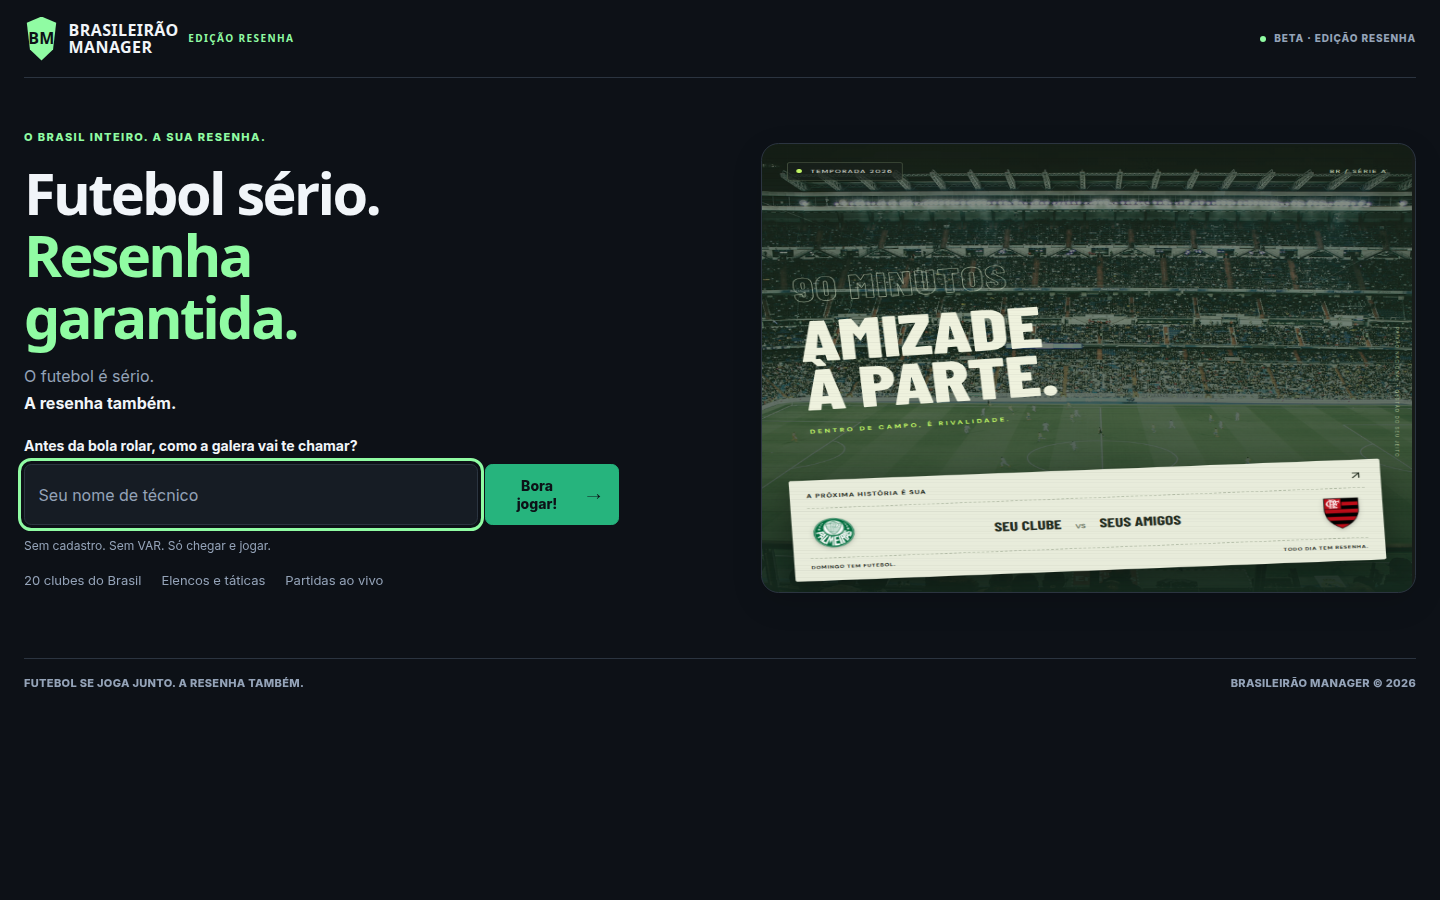 BM
BRASILEIRÃO
MANAGER
EDIÇÃO RESENHA
BETA · EDIÇÃO RESENHA
O BRASIL INTEIRO. A SUA RESENHA.
Futebol sério.
Resenha
garantida.
O futebol é sério.
A resenha também.
Antes da bola rolar, como a galera vai te chamar?
Seu nome de técnico
Bora
jogar! →
Sem cadastro. Sem VAR. Só chegar e jogar.
20 clubes do Brasil
Elencos e táticas
Partidas ao vivo
TEMPORADA 2026
BR / SÉRIE A
90 MINUTOS
AMIZADE
À PARTE.
DENTRO DE CAMPO, É RIVALIDADE.
A PRÓXIMA HISTÓRIA É SUA
PALMEIRAS
SEU CLUBE VS SEUS AMIGOS
DOMINGO TEM FUTEBOL.
TODO DIA TEM RESENHA.
FUTEBOL SE JOGA JUNTO. A RESENHA TAMBÉM.
BRASILEIRÃO MANAGER © 2026